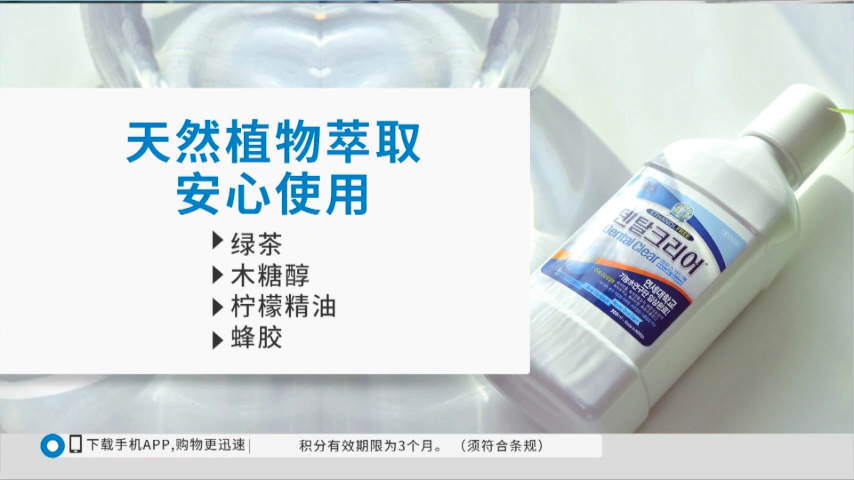 天然植物萃取
安心使用
绿茶
木糖醇
柠檬精油
蜂胶
ETHANOL FREE
덴탈크리어
Dental Clear
연세대학교
下载手机APP,购物更迅速
积分有效期限为3个月。（须符合条规）